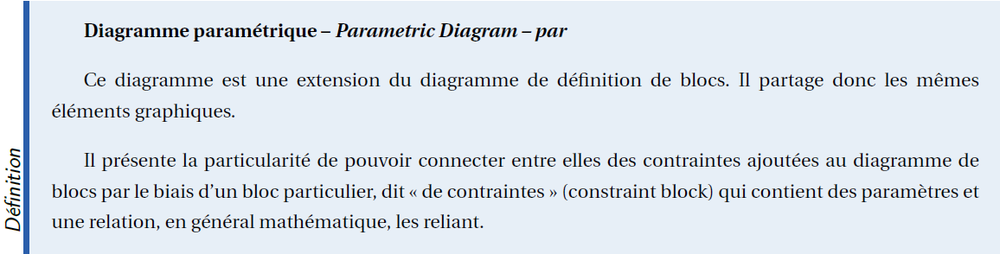 Diagramme paramétrique – Parametric Diagram – par
Ce diagramme est une extension du diagramme de définition de blocs. Il partage donc les mêmes
éléments graphiques.
Il présente la particularité de pouvoir connecter entre elles des contraintes ajoutées au diagramme de
blocs par le biais d’un bloc particulier, dit « de contraintes » (constraint block) qui contient des paramètres et
une relation, en général mathématique, les reliant.
Définition